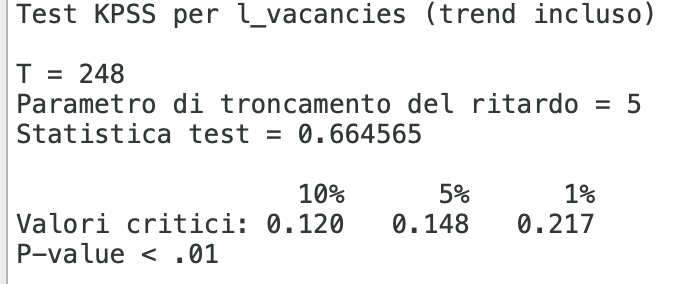 Test KPSS per l_vacancies (trend incluso)
T = 248
Parametro di troncamento del ritardo = 5
Statistica test = 0.664565
10% 5% 1%
Valori critici: 0.120 0.148 0.217
P-value < .01